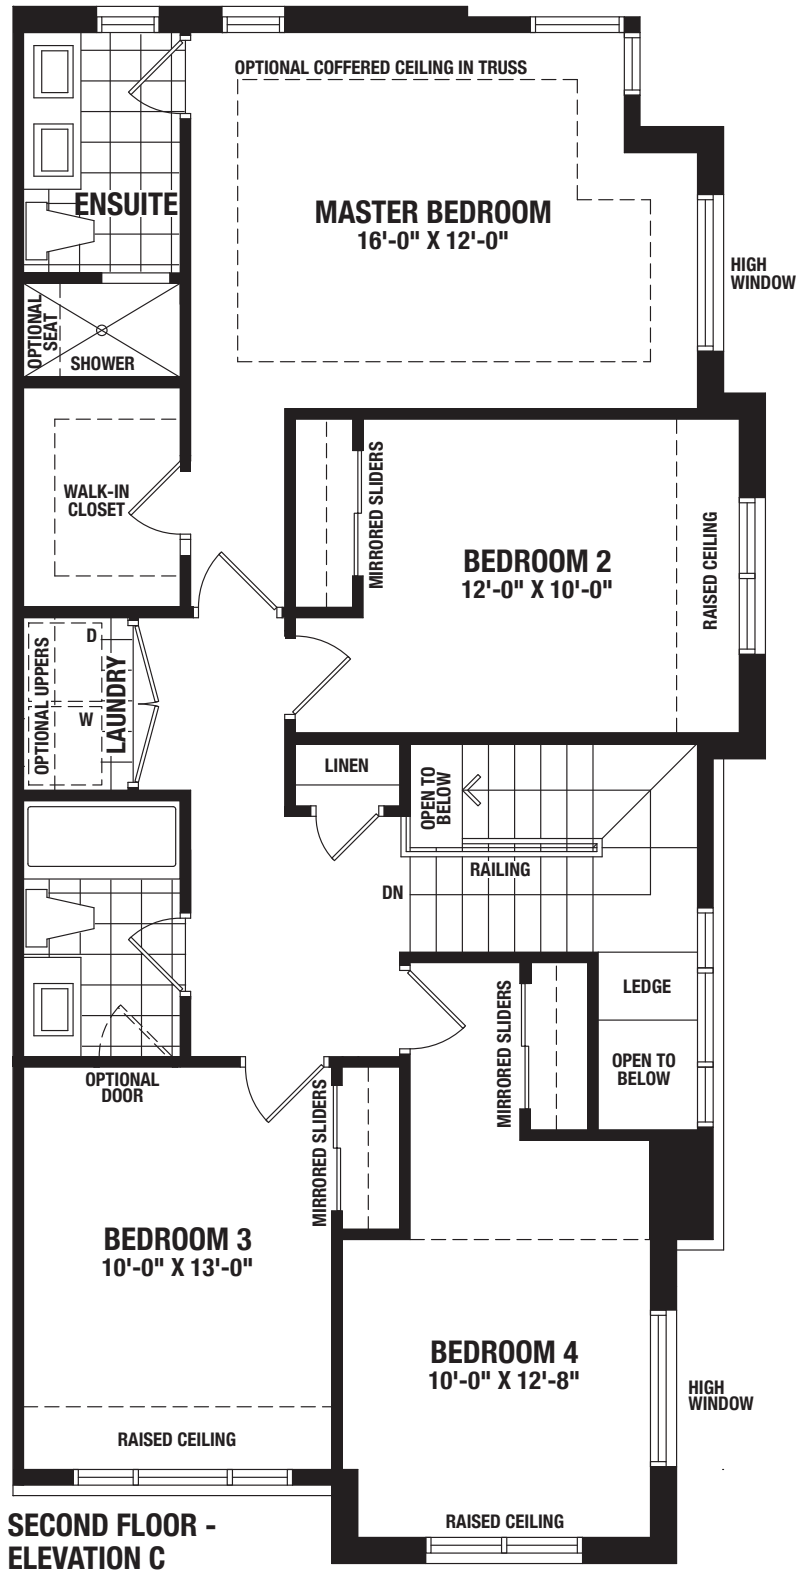 OPTIONAL COFFERED CEILING IN TRUSS
ENSUITE
MASTER BEDROOM
16'-0" X 12'-0"
HIGH
WINDOW
OPTIONAL
SEAT
SHOWER
WALK-IN
CLOSET
MIRRORED SLIDERS
BEDROOM 2
12'-0" X 10'-0"
RAISED CEILING
OPTIONAL UPPERS
D
W
LAUNDRY
LINEN
OPEN TO
BELOW
RAILING
DN
LEDGE
OPEN TO
BELOW
MIRRORED SLIDERS
OPTIONAL
DOOR
MIRRORED SLIDERS
BEDROOM 3
10'-0" X 13'-0"
BEDROOM 4
10'-0" X 12'-8"
HIGH
WINDOW
RAISED CEILING
RAISED CEILING
SECOND FLOOR -
ELEVATION C